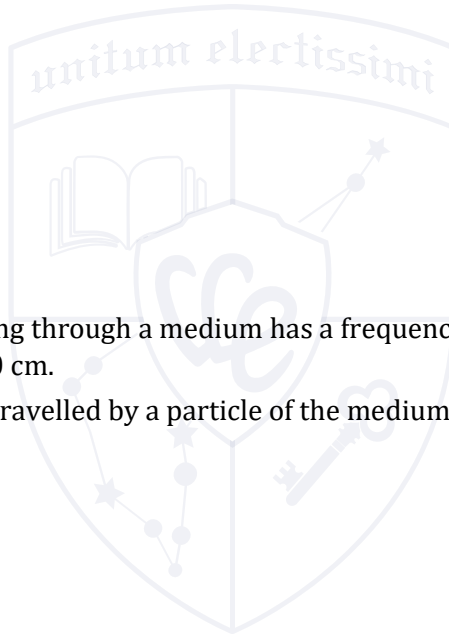 unitum electissimi
ng through a medium has a frequenc
) cm.
ravelled by a particle of the medium